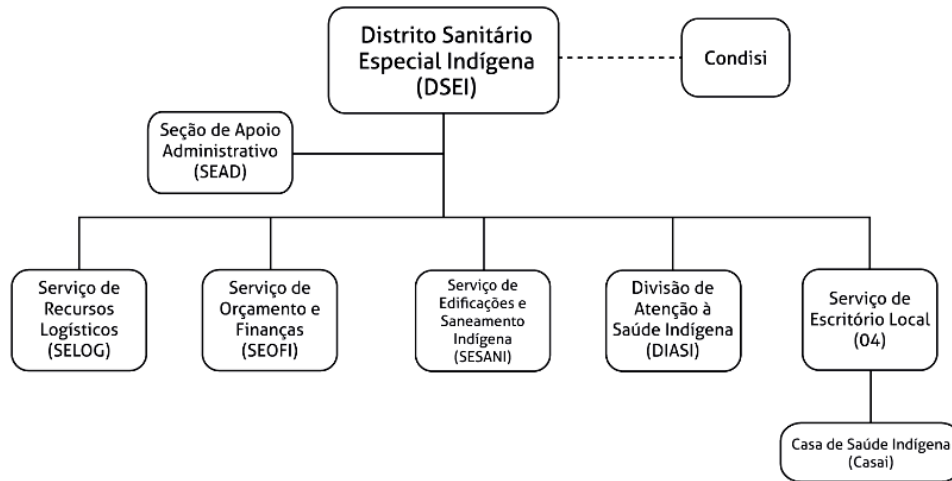 Distrito Sanitário
Especial Indígena
(DSEI)
Condisi
Seção de Apoio
Administrativo
(SEAD)
Serviço de
Recursos
Logísticos
(SELOG)
Serviço de
Orçamento e
Finanças
(SEOFI)
Serviço de
Edificações e
Saneamento
Indígena
(SESANI)
Divisão de
Atenção à
Saúde Indígena
(DIASI)
Serviço de
Escritório Local
(04)
Casa de Saúde Indígena
(Casai)